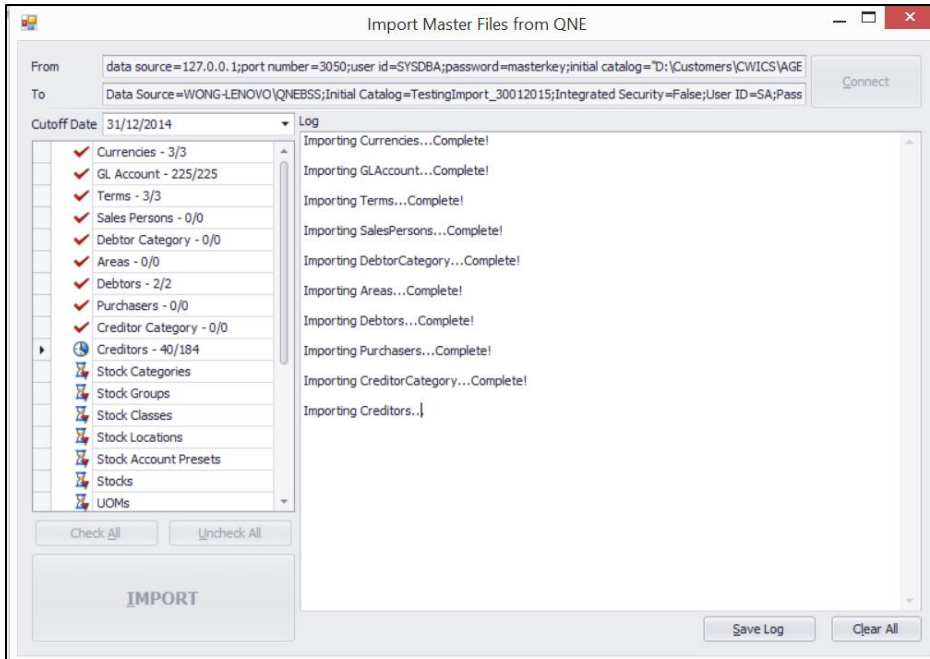 Import Master Files from QNE
From data source=127.0.0.1;port number=3050;user id=SYSDBA;password=masterkey;initial catalog="D:\Customers\CWICS\AGE
Connect
To Data Source=WONG-LENOVO\QNEBSS;Initial Catalog=TestingImport_30012015;Integrated Security=False;User ID=SA;Pass
Cutoff Date 31/12/2014
Currencies - 3/3
GL Account - 225/225
Terms - 3/3
Sales Persons - 0/0
Debtor Category - 0/0
Areas - 0/0
Debtors - 2/2
Purchasers - 0/0
Creditor Category - 0/0
Creditors - 40/184
Stock Categories
Stock Groups
Stock Classes
Stock Locations
Stock Account Presets
Stocks
UOMs
Check All
Uncheck All
IMPORT
Log
Importing Currencies...Complete!
Importing GLAccount...Complete!
Importing Terms...Complete!
Importing SalesPersons...Complete!
Importing DebtorCategory...Complete!
Importing Areas...Complete!
Importing Debtors...Complete!
Importing Purchasers...Complete!
Importing CreditorCategory...Complete!
Importing Creditors...
Save Log
Clear All